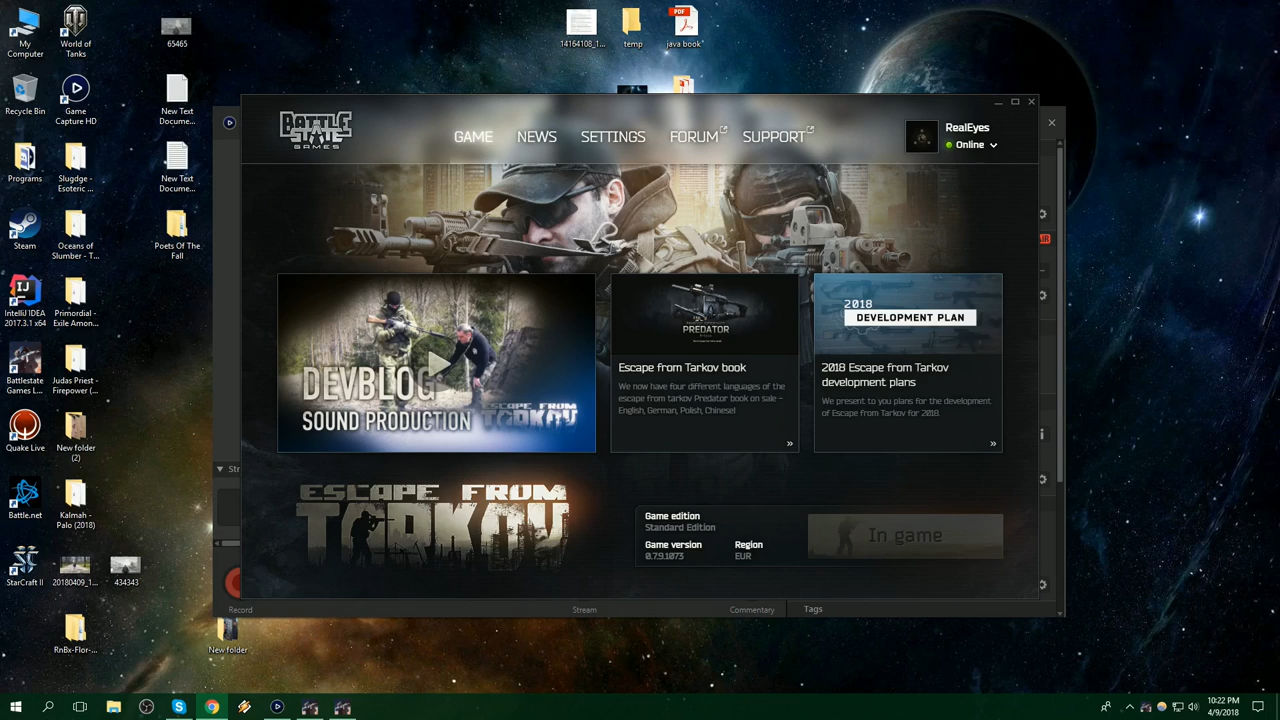 My
Computer
World of
Tanks
65465
14164108_1...
temp
PDF
java book"
Recycle Bin
Game
Capture HD
New Text
Docume...
Programs
Slugdge -
Esoteric ...
New Text
Docume...
Steam
Oceans of
Slumber - T...
Poets Of The
Fall
IntelliJ IDEA
Primordial -
Exile Amon...
Battlestate
Games L...
Judas Priest -
Firepower (...
Quake Live
New folder
(2)
Battle.net
Kalmah -
Palo (2018)
StarCraft II
20180409_1...
434343
RnBx-Flor-...
New folder
BATTLE
STATE
GAMES
GAME
NEWS
SETTINGS
FORUM
SUPPORT
RealEyes
Online
DEVBLOG
SOUND PRODUCTION
ESCAPE FROM
TARKOV
PREDATOR
Escape from Tarkov book
We now have four different languages of the
escape from tarkov Predator book on sale -
English, German, Polish, Chinese!
»
2018
DEVELOPMENT PLAN
2018 Escape from Tarkov
development plans
We present to you plans for the development
of Escape from Tarkov for 2018.
»
ESCAPE FROM
TARKOV
Game edition
Standard Edition
Game version
0.7.9.1073
Region
EUR
In game
Str
Record
Stream
Commentary
Tags
10:22 PM
4/9/2018